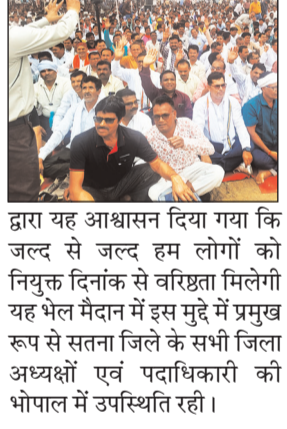 द्वारा यह आश्वासन दिया गया कि
जल्द से जल्द हम लोगों को
नियुक्त दिनांक से वरिष्ठता मिलेगी
यह भेल मैदान में इस मुद्दे में प्रमुख
रूप से सतना जिले के सभी जिला
अध्यक्षों एवं पदाधिकारी की
भोपाल में उपस्थिति रही।